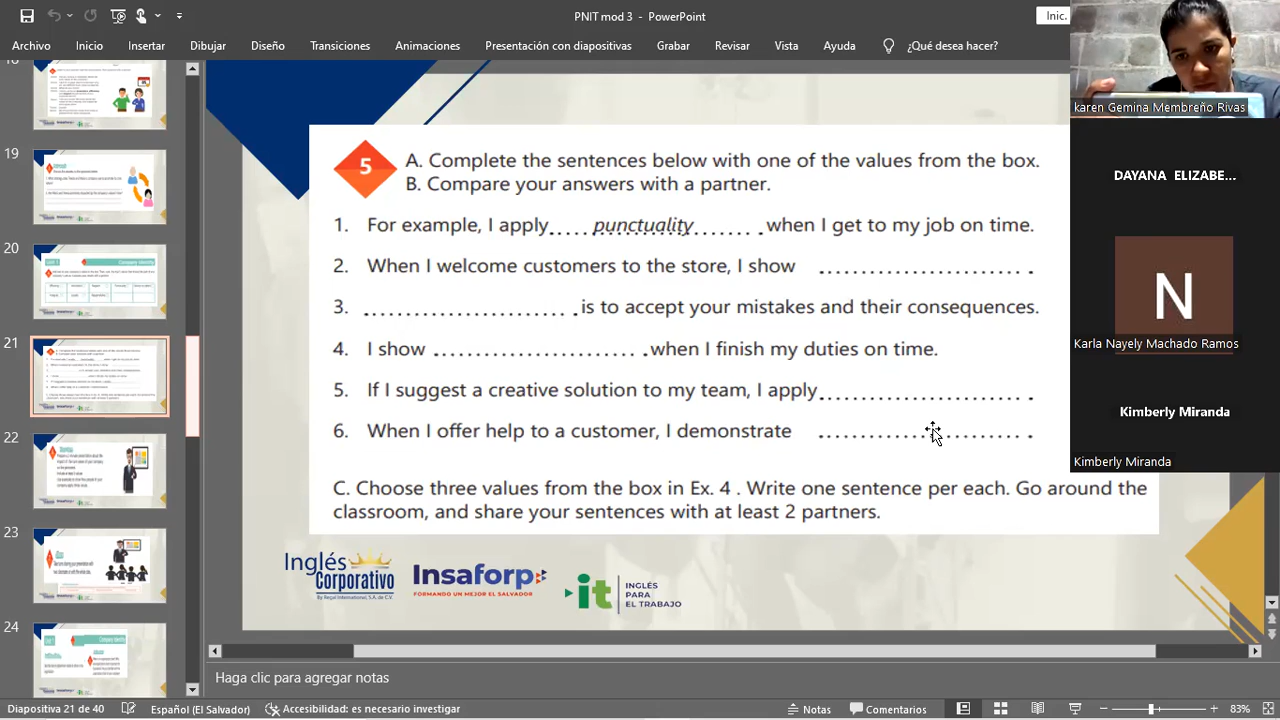 PNIT mod 3 - PowerPoint
Inic.
Archivo Inicio Insertar Dibujar Diseño Transiciones Animaciones Presentación con diapositivas Grabar Revisar Vista Ayuda ¿Qué desea hacer?
karen Gemina Membreño Rivas
DAYANA ELIZABE...
N
Karla Nayely Machado Ramos
Kimberly Miranda
Kimberly Miranda
19
20
21
22
23
24
Company Identity
5
A. Complete the sentences below with one of the values from the box.
B. Compare your answers with a partner.
1. For example, I apply.....punctuality....... .when I get to my job on time.
2. When I welcome customers to the store, I show ........................ .
3. ........................ .is to accept your mistakes and their consequences.
4. I show ........................ .when I finish my duties on time.
5. If I suggest a creative solution to my team, I apply........................ .
6. When I offer help to a customer, I demonstrate ........................ .
C. Choose three values from the box in Ex. 4 . Write one sentence per each. Go around the
classroom, and share your sentences with at least 2 partners.
Inglés
Corporativo
By Regal International, S.A. de C.V.
Insaforp
FORMANDO UN MEJOR EL SALVADOR
it
INGLÉS
PARA
EL TRABAJO
Haga clic para agregar notas
Diapositiva 21 de 40 Español (El Salvador) Accesibilidad: es necesario investigar Notas Comentarios 83%